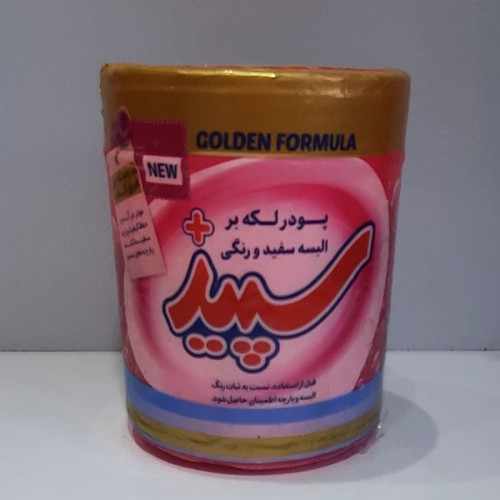 GOLDEN FORMULA
NEW
پودر لکه بر
البسه سفید و رنگی
سپید+
قبل از استفاده، نسبت به ثبات رنگ
البسه و پارچه اطمینان حاصل شود.